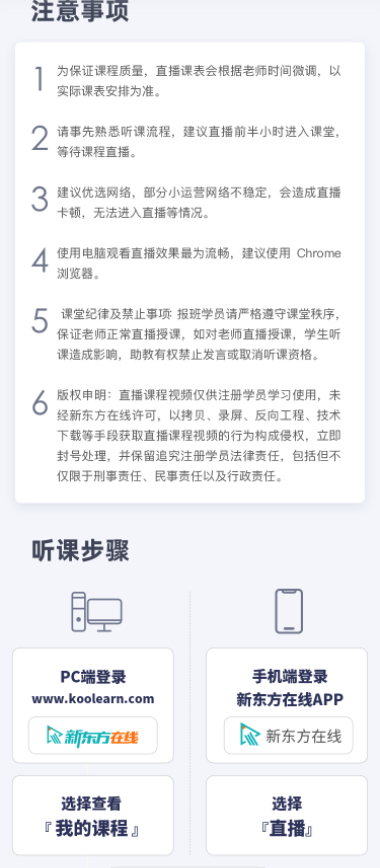 注意事项
1 为保证课程质量，直播课表会根据老师时间微调，以
实际课表安排为准。
2 请事先熟悉听课流程，建议直播前半小时进入课堂，
等待课程直播。
3 建议优选网络，部分小运营网络不稳定，会造成直播
卡顿，无法进入直播等情况。
4 使用电脑观看直播效果最为流畅，建议使用 Chrome
浏览器。
5 课堂纪律及禁止事项: 报班学员请严格遵守课堂秩序，
保证老师正常直播授课，如对老师直播授课，学生听
课造成影响，助教有权禁止发言或取消听课资格。
6 版权申明：直播课程视频仅供注册学员学习使用，未
经新东方在线许可，以拷贝、录屏、反向工程、技术
下载等手段获取直播课程视频的行为构成侵权，立即
封号处理，并保留追究注册学员法律责任，包括但不
仅限于刑事责任、民事责任以及行政责任。
听课步骤
PC端登录
www.koolearn.com
新东方在线
选择查看
『我的课程』
手机端登录
新东方在线APP
新东方在线
选择
『直播』